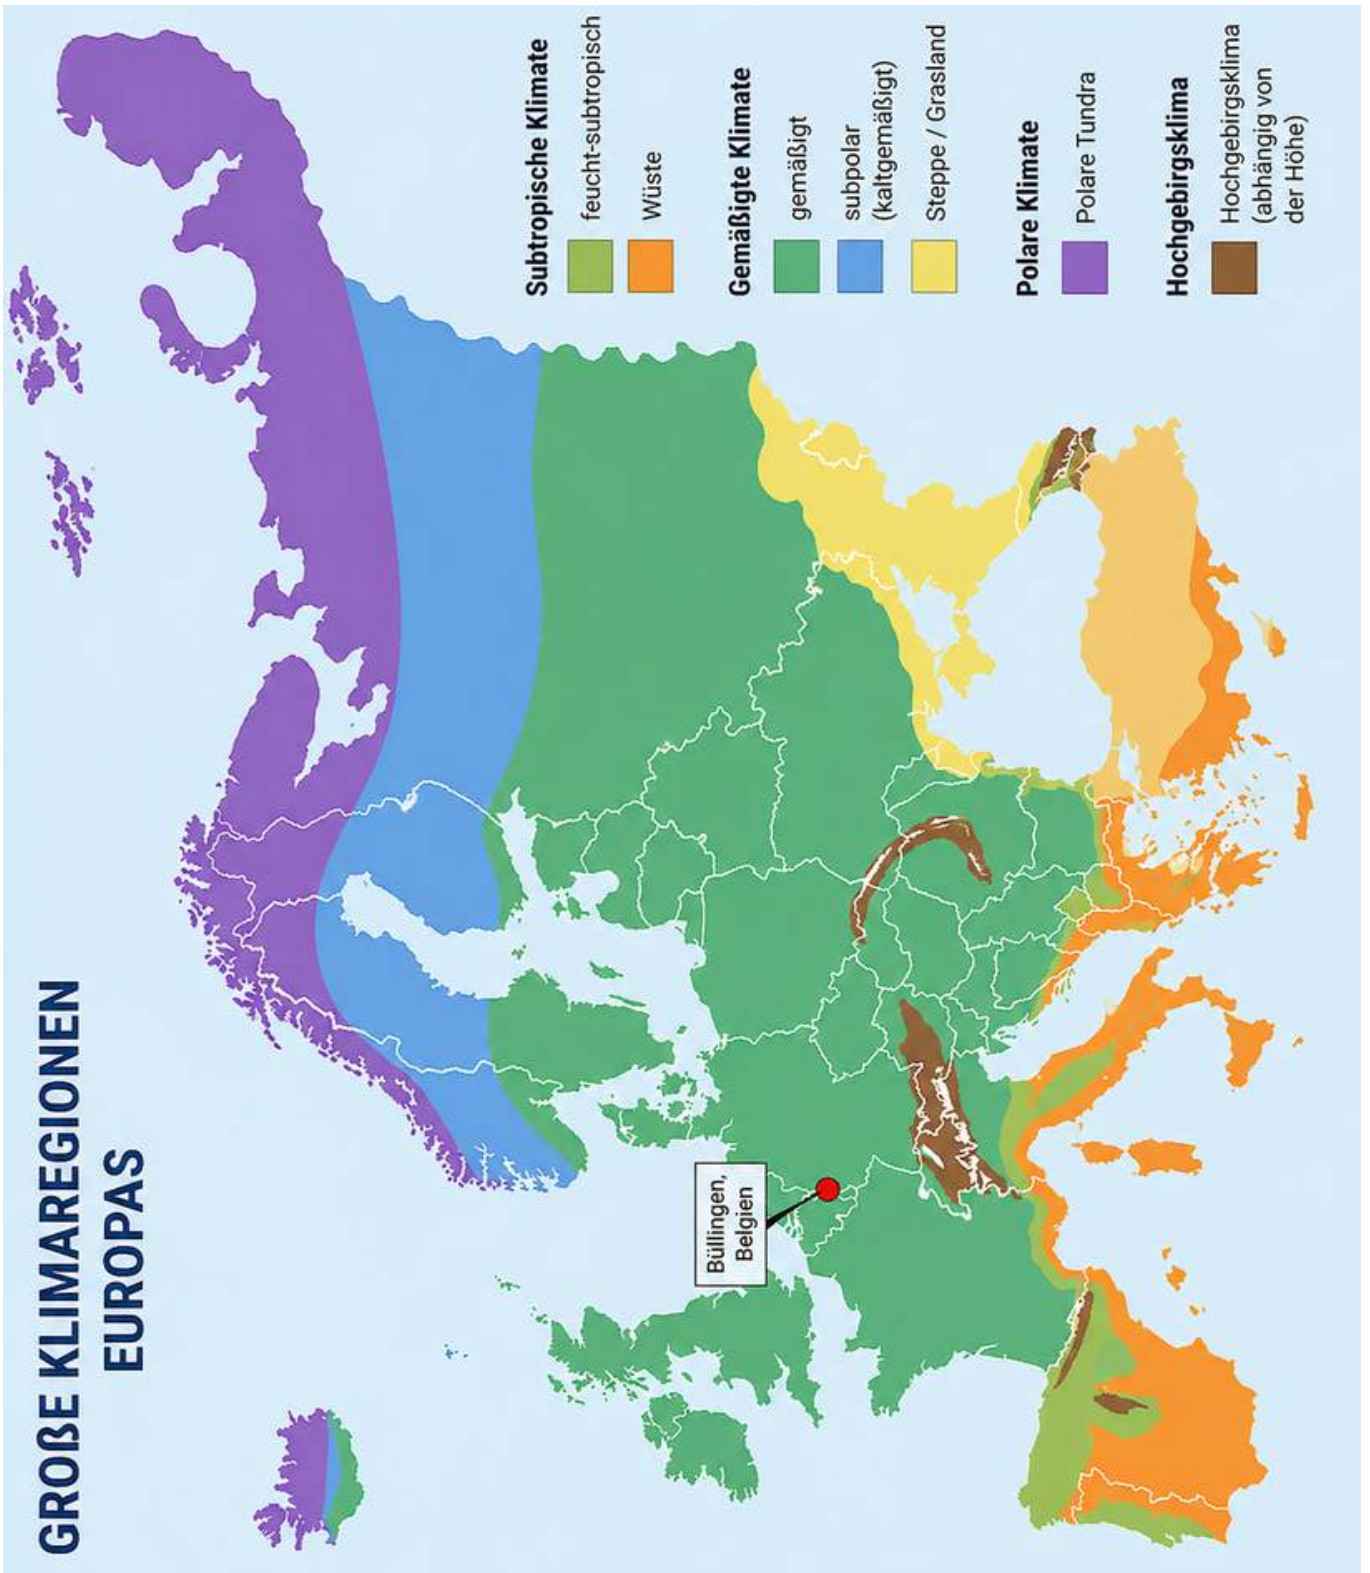 GROßE KLIMAREGIONEN
EUROPAS
Büllingen,
Belgien
Subtropische Klimate
feucht-subtropisch
Wüste
Gemäßigte Klimate
gemäßigt
subpolar
(kaltgemäßigt)
Steppe / Grasland
Polare Klimate
Polare Tundra
Hochgebirgsklima
Hochgebirgsklima
(abhängig von
der Höhe)